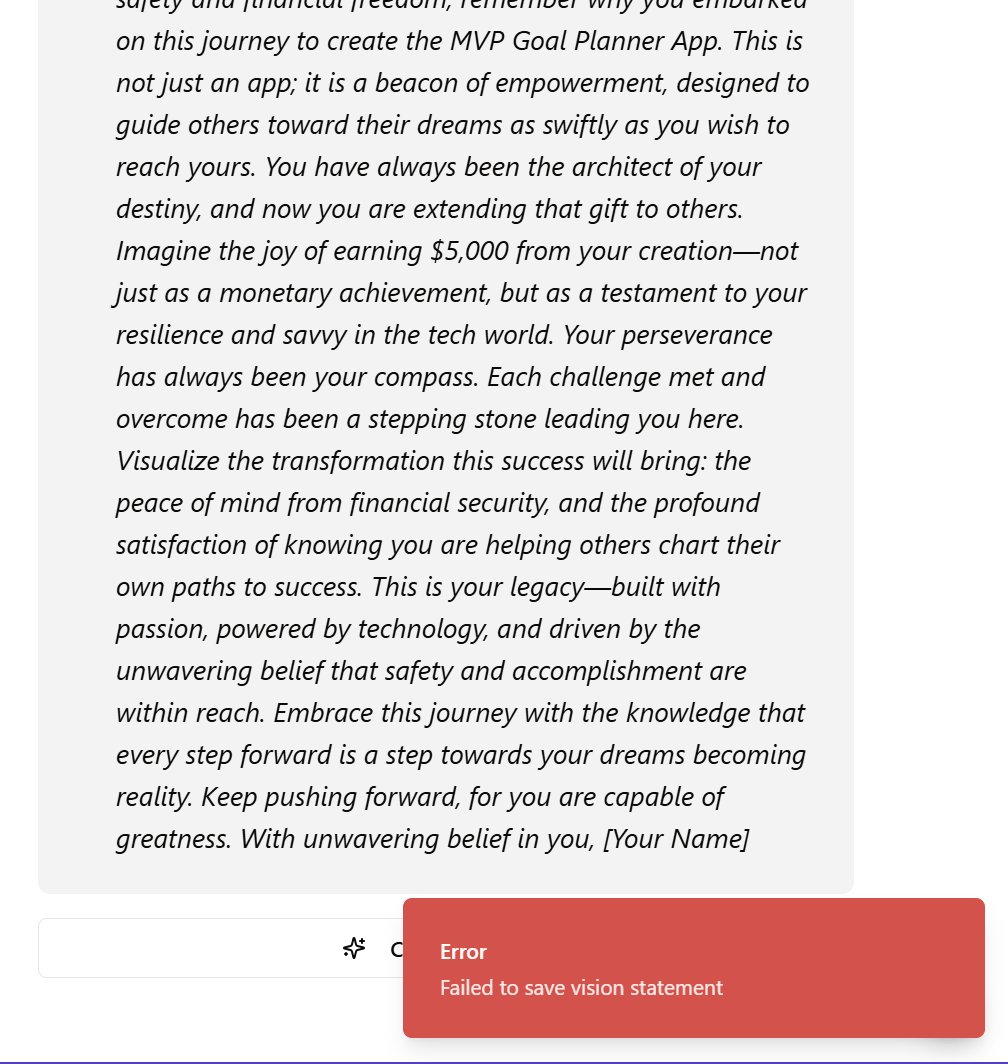 safety and financial freedom, remember why you embarked
on this journey to create the MVP Goal Planner App. This is
not just an app; it is a beacon of empowerment, designed to
guide others toward their dreams as swiftly as you wish to
reach yours. You have always been the architect of your
destiny, and now you are extending that gift to others.
Imagine the joy of earning $5,000 from your creation—not
just as a monetary achievement, but as a testament to your
resilience and savvy in the tech world. Your perseverance
has always been your compass. Each challenge met and
overcome has been a stepping stone leading you here.
Visualize the transformation this success will bring: the
peace of mind from financial security, and the profound
satisfaction of knowing you are helping others chart their
own paths to success. This is your legacy—built with
passion, powered by technology, and driven by the
unwavering belief that safety and accomplishment are
within reach. Embrace this journey with the knowledge that
every step forward is a step towards your dreams becoming
reality. Keep pushing forward, for you are capable of
greatness. With unwavering belief in you, [Your Name]
Error
Failed to save vision statement